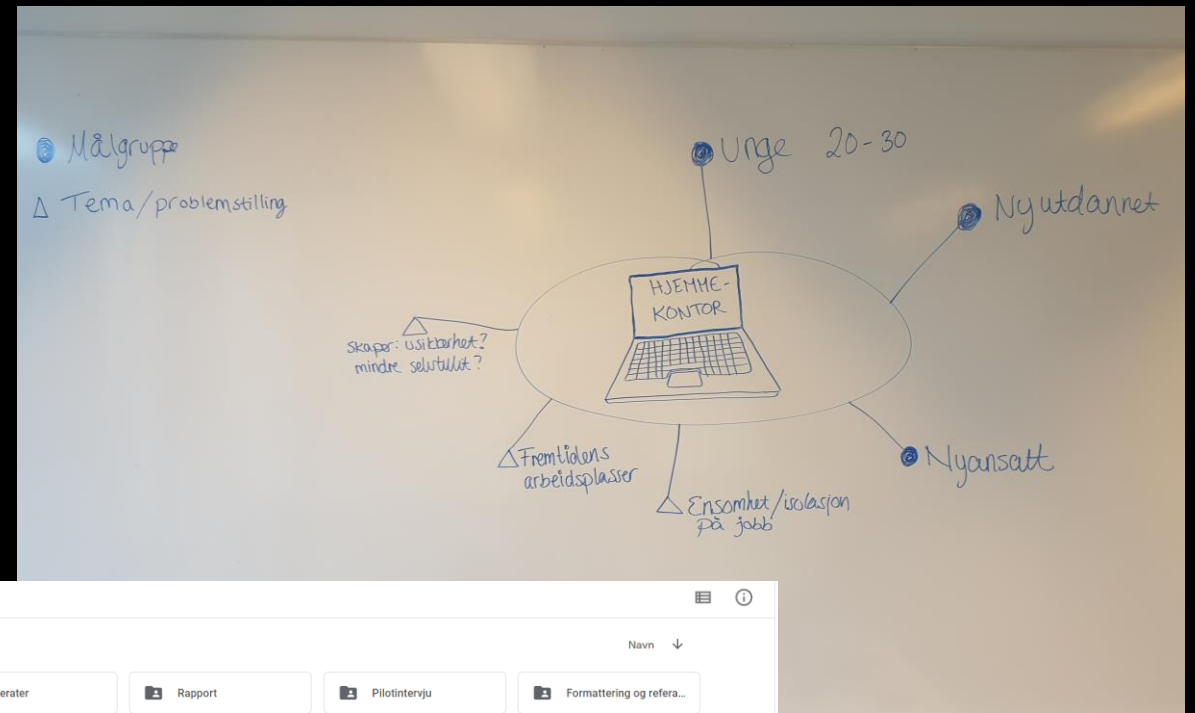 Målgruppe
Tema/problemstilling
Unge 20-30
Nyutdannet
HJEMME-
KONTOR
Skaper: usikkerhet?
mindre selvtillit?
Fremtidens
arbeidsplasser
Ensomhet/isolasjon
på jobb
Nyansatt
Navn
erater
Rapport
Pilotintervju
Formattering og refera...